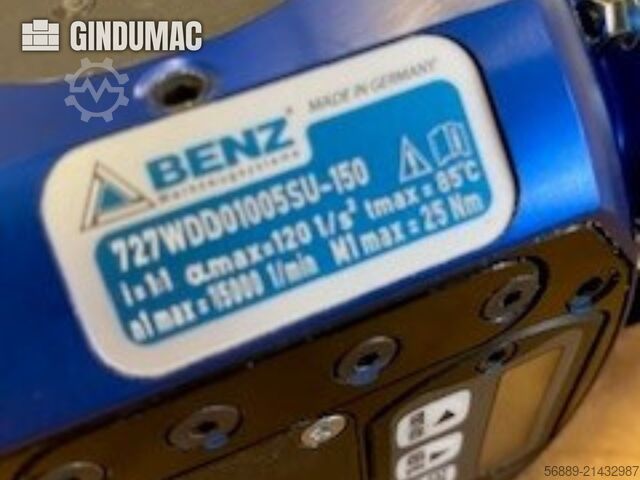 GINDUMAC
BENZ®
Werkzeugsysteme
MADE IN GERMANY
727WDD01005SU-150
i = 1:1 αmax=120 1/s² tmax = 85°C
n1max = 15000 1/min M1max = 25 Nm
56889-21432987